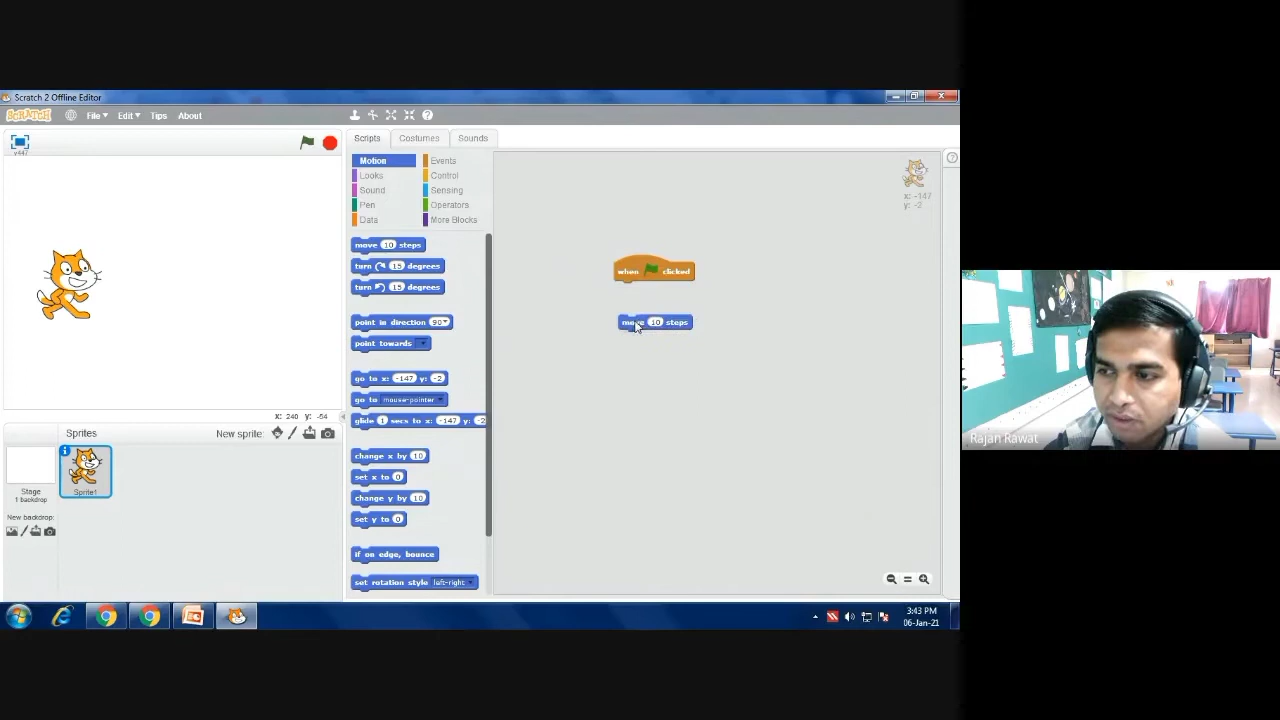 Scratch 2 Offline Editor
SCRATCH File Edit Tips About
v447
Scripts Costumes Sounds
Motion Events
Looks Control
Sound Sensing
Pen Operators
Data More Blocks
move 10 steps
turn 15 degrees
turn 15 degrees
point in direction 90
point towards
go to x: -147 y: -2
go to mouse-pointer
glide 1 secs to x: -147 y: -2
change x by 10
set x to 0
change y by 10
set y to 0
if on edge, bounce
set rotation style left-right
when clicked
move 10 steps
x: -147
y: -2
x: 240 y: -54
Sprites New sprite:
Stage
1 backdrop
New backdrop:
Sprite1
3:43 PM
06-Jan-21
Rajan Rawat